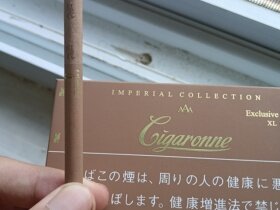 IMPERIAL COLLECTION
AAA
Exclusive
XL
Cigaronne
ばこの煙は、周りの人の健康に悪
ぼします。健康増進法で禁じ